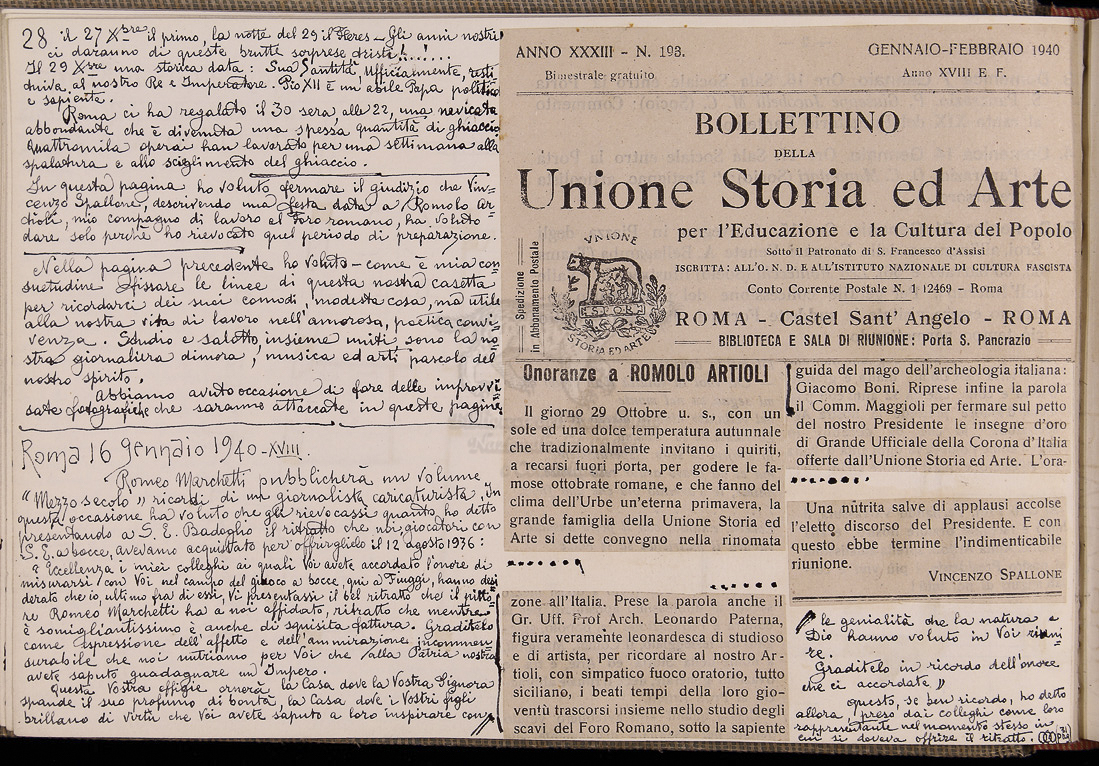 28 il 27 Xbre il primo, la notte del 29 il Ceres - Gli anni nostri
ci daranno di queste brutte sorprese triste!..!..
Il 29 Xbre una storica data: Sua Santità, Ufficialmente, resti=
tuiva, al nostro Re e Imperatore. Pio XII è un'abile Papa politico
e sapiente.
Roma ci ha regalato il 30 sera, alle 22, una nevicata
abbondante che è divenuta una spessa quantità di ghiaccio
Quattromila operai han lavorato per una settimana alla
spalatura e allo scioglimento del ghiaccio.
In questa pagina ho voluto fermare il giudizio che Vin=
cenzo Spallone, descrivendo una festa data a Romolo Ar=
tioli, mio compagno di lavoro al Foro romano, ha voluto
dare solo perchè ho rievocato quel periodo di preparazione.
Nella pagina precedente ho voluto - come è mia con
suetudine fissare le linee di questa nostra casetta
per ricordarci dei suoi comodi, modesta cosa, ma utile
alla nostra vita di lavoro nell'amorosa, poetica convi=
venza. Studio e salotto insieme uniti sono la no=
stra giornaliera dimora, musica ed arti pascolo del
nostro spirito.
Abbiamo avuto occasione di fare delle improvvi
sate fotografiche che saranno attaccate in queste pagine
Roma 16 gennaio 1940-XVIII.
Romeo Marchetti pubblicherà un volume
"Mezzo secolo" ricordi di un giornalista caricaturista. In
questa occasione ha voluto che gli rievocassi quanto ho detto
presentando a S. E. Badoglio il ritratto che noi, giocatori con
S. E. a bocce, avevamo acquistato per offrirglielo il 12 agosto 1936:
"Eccellenza i miei colleghi ai quali Voi avete accordato l'onore di
misurarsi con Voi nel campo del giuoco a bocce, qui a Fiuggi, hanno desi
derato che io, ultimo fra di essi, Vi presentassi il bel ritratto che il pitto=
re Romeo Marchetti ha a noi affidato, ritratto che mentre
è somigliantissimo è anche di squisita fattura. Graditelo
come espressione dell'affetto e dell'ammirazione incommen=
surabile che noi nutriamo per Voi che alla Patria nostra
avete saputo guadagnare un Impero.
Questa Vostra effigie ornerà la Casa dove la Vostra Signora
spande il suo profumo di bontà, la Casa dove i Vostri figli
brillano di virtù che Voi avete saputo a loro inspirare con
ANNO XXXIII - N. 193.
GENNAIO-FEBBRAIO 1940
Bimestrale gratuito
Anno XVIII E. F.
BOLLETTINO
DELLA
Unione Storia ed Arte
per l'Educazione e la Cultura del Popolo
Sotto il Patronato di S. Francesco d'Assisi
ISCRITTA: ALL'O. N. D. E ALL'ISTITUTO NAZIONALE DI CULTURA FASCISTA
Conto Corrente Postale N. 1 12469 - Roma
ROMA - Castel Sant' Angelo - ROMA
BIBLIOTECA E SALA DI RIUNIONE: Porta S. Pancrazio
Spedizione
in Abbonamento Postale
UNIONE
STORIA ED ARTE
Onoranze a ROMOLO ARTIOLI
Il giorno 29 Ottobre u. s., con un
sole ed una dolce temperatura autunnale
che tradizionalmente invitano i quiriti,
a recarsi fuori porta, per godere le fa-
mose ottobrate romane, e che fanno del
clima dell'Urbe un'eterna primavera, la
grande famiglia della Unione Storia ed
Arte si dette convegno nella rinomata
zone all'Italia. Prese la parola anche il
Gr. Uff. Prof Arch. Leonardo Paterna,
figura veramente leonardesca di studioso
e di artista, per ricordare al nostro Ar-
tioli, con simpatico fuoco oratorio, tutto
siciliano, i beati tempi della loro gio-
ventù trascorsi insieme nello studio degli
scavi del Foro Romano, sotto la sapiente
guida del mago dell'archeologia italiana:
Giacomo Boni. Riprese infine la parola
il Comm. Maggioli per fermare sul petto
del nostro Presidente le insegne d'oro
di Grande Ufficiale della Corona d'Italia
offerte dall'Unione Storia ed Arte. L'ora-
Una nutrita salve di applausi accolse
l'eletto discorso del Presidente. E con
questo ebbe termine l'indimenticabile
riunione.
VINCENZO SPALLONE
le genialità che la natura e
Dio hanno voluto in Voi riuni
re.
Graditelo in ricordo dell'onore
che ci accordate"
questo, se ben ricordo, ho detto
allora, preso dai colleghi come loro
rappresentante nel momento stesso in
cui si doveva offrire il ritratto.